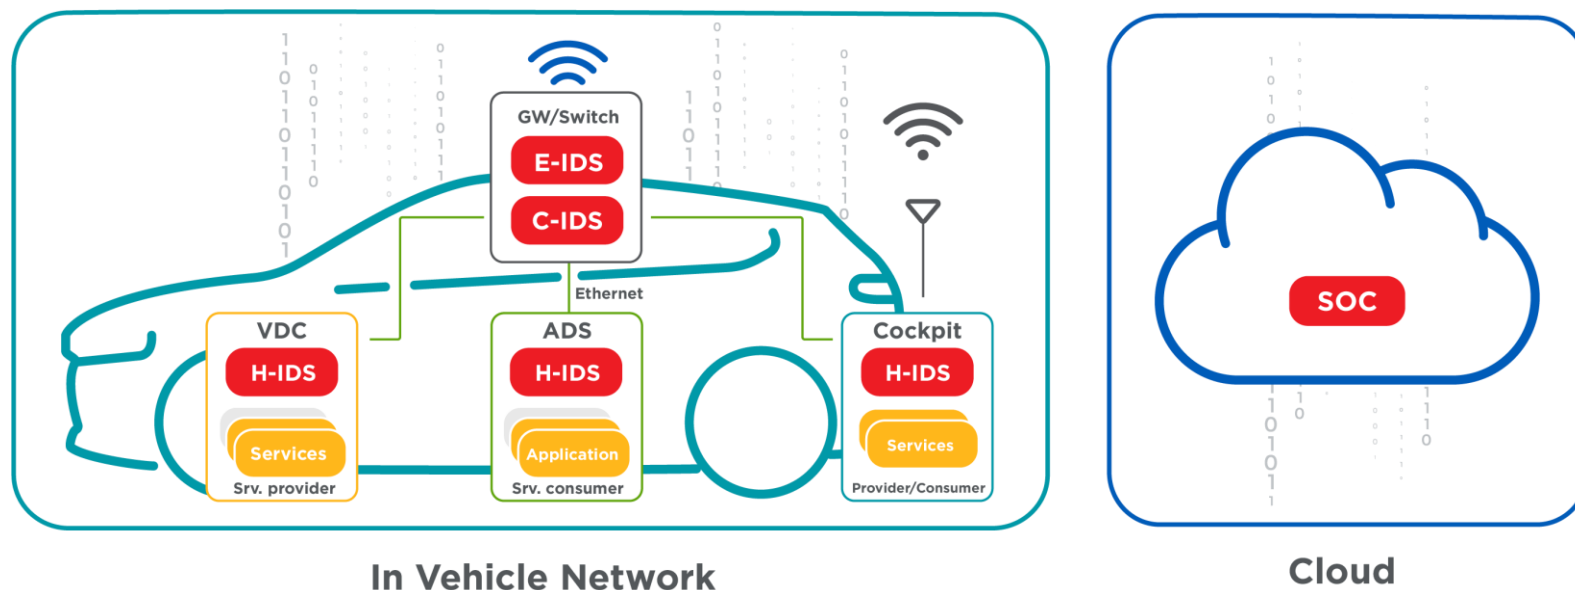 GW/Switch
E-IDS
C-IDS
Ethernet
VDC
H-IDS
Services
Srv. provider
ADS
H-IDS
Application
Srv. consumer
Cockpit
H-IDS
Services
Provider/Consumer
In Vehicle Network
SOC
Cloud